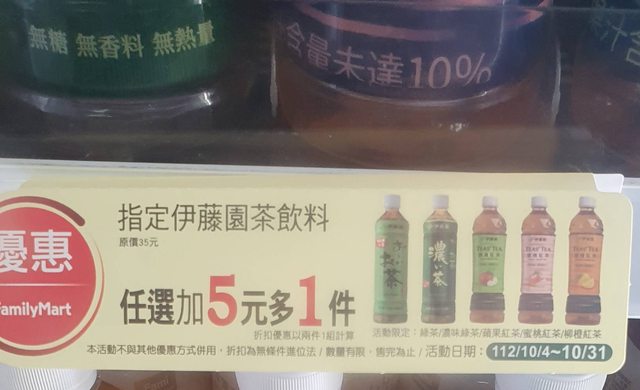 無糖 無香料 無熱量
含量未達10%
優惠
FamilyMart
指定伊藤園茶飲料
原價35元
任選加5元多1件
折扣優惠以兩件1組計算
活動限定：綠茶/濃味綠茶/蘋果紅茶/蜜桃紅茶/柳橙紅茶
本活動不與其他優惠方式併用，折扣為無條件進位法/數量有限，售完為止/活動日期：112/10/4~10/31